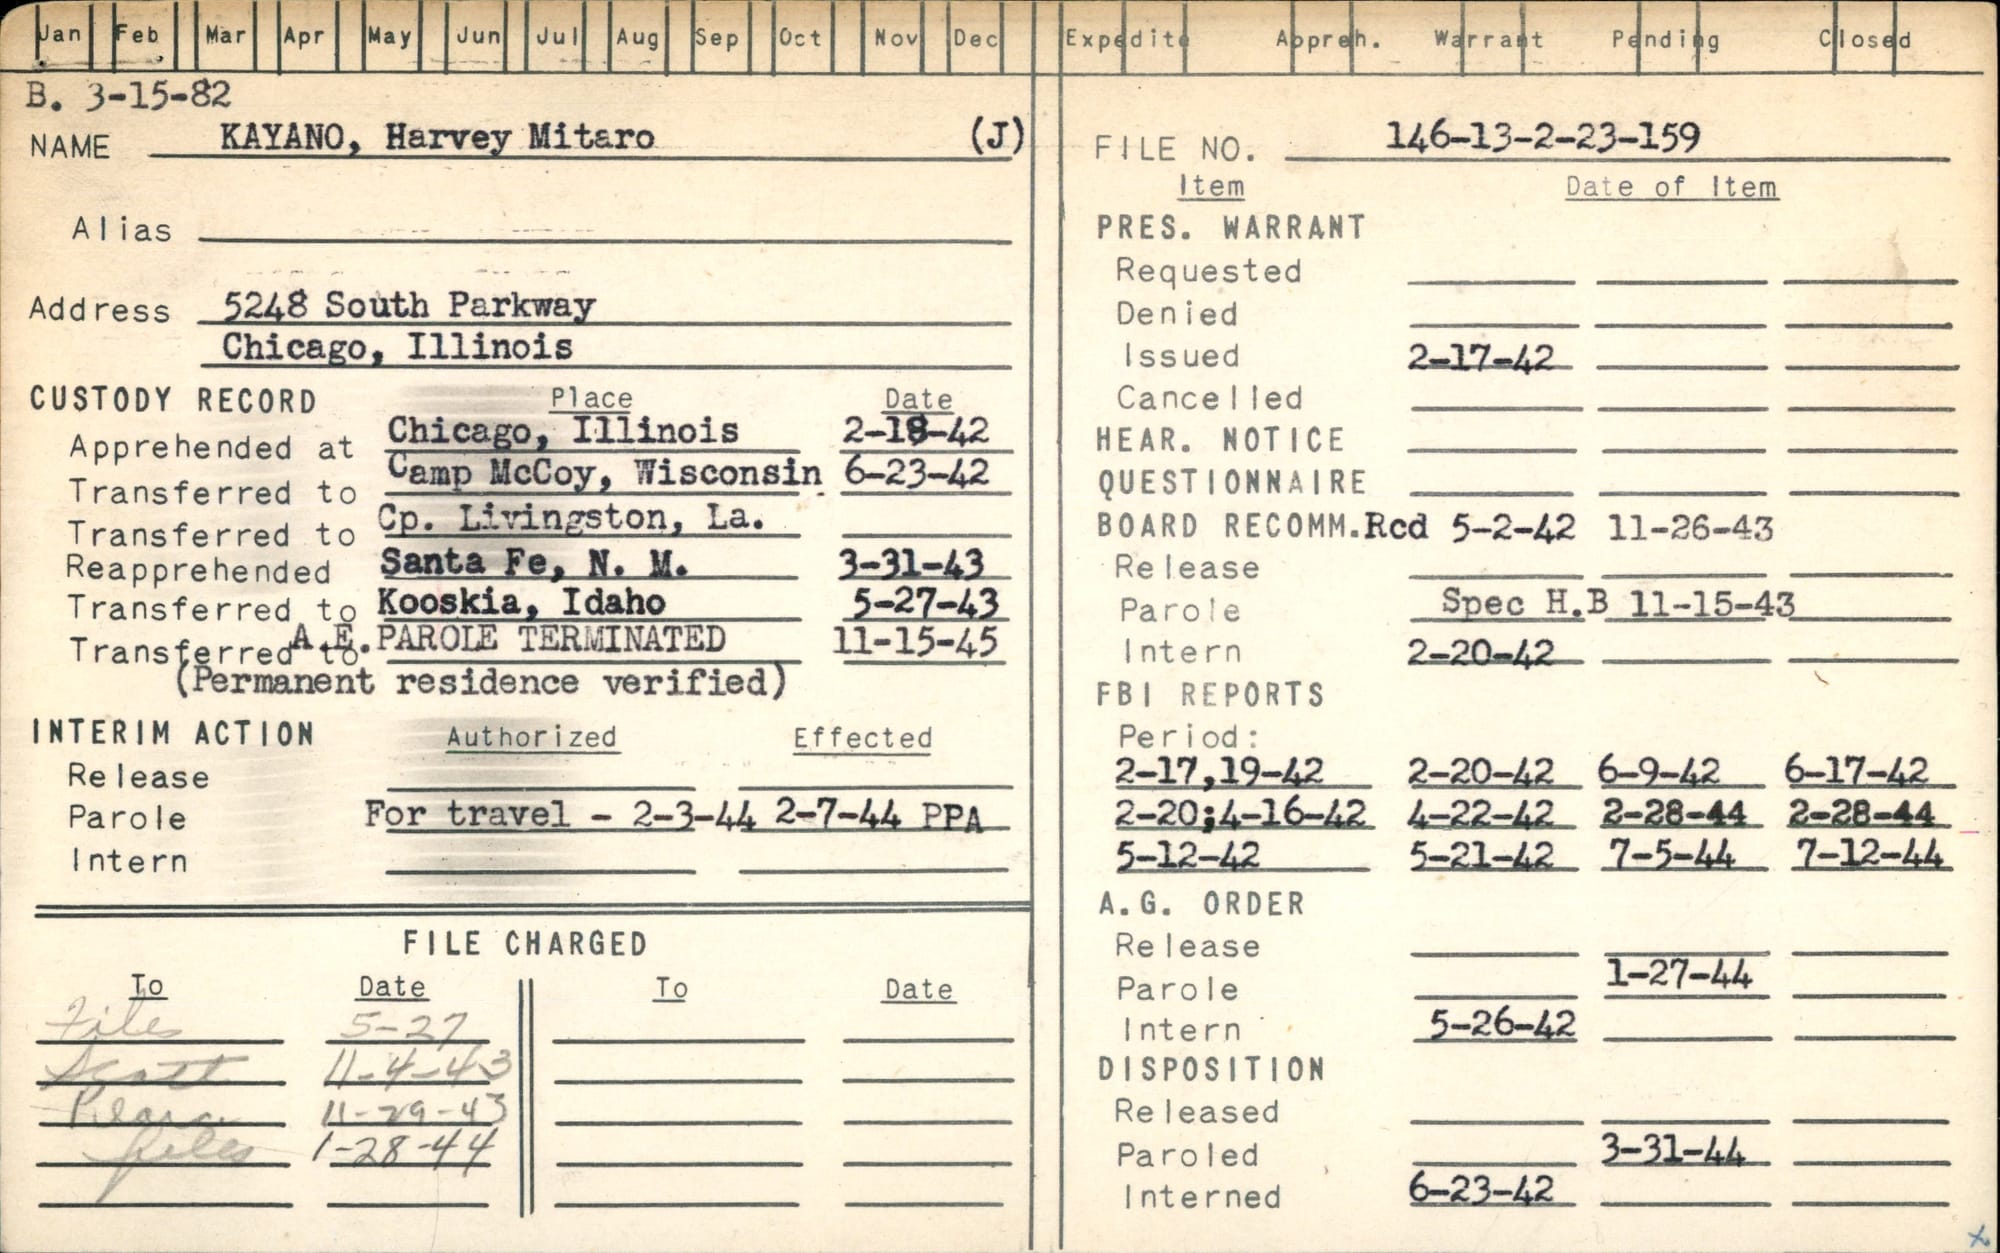 Jan Feb Mar Apr May Jun Jul Aug Sep Oct Nov Dec Expedite Appreh. Warrant Pending Closed
B. 3-15-82
NAME KAYANO, Harvey Mitaro (J)
Alias
Address 5248 South Parkway
Chicago, Illinois
CUSTODY RECORD Place Date
Apprehended at Chicago, Illinois 2-18-42
Transferred to Camp McCoy, Wisconsin 6-23-42
Transferred to Cp. Livingston, La.
Reapprehended Santa Fe, N. M. 3-31-43
Transferred to Kooskia, Idaho 5-27-43
Transferred to A.E. PAROLE TERMINATED 11-15-45
(Permanent residence verified)
INTERIM ACTION Authorized Effected
Release
Parole For travel - 2-3-44 2-7-44 PPA
Intern
FILE CHARGED
To Date To Date
Files 5-27
Scott 11-4-43
11-29-43
files 1-28-44
FILE NO. 146-13-2-23-159
Item Date of Item
PRES. WARRANT
Requested
Denied
Issued 2-17-42
Cancelled
HEAR. NOTICE
QUESTIONNAIRE
BOARD RECOMM. Rcd 5-2-42 11-26-43
Release
Parole Spec H.B 11-15-43
Intern 2-20-42
FBI REPORTS
Period:
2-17,19-42 2-20-42 6-9-42 6-17-42
2-20;4-16-42 4-22-42 2-28-44 2-28-44
5-12-42 5-21-42 7-5-44 7-12-44
A.G. ORDER
Release
Parole 1-27-44
Intern 5-26-42
DISPOSITION
Released
Paroled 3-31-44
Interned 6-23-42